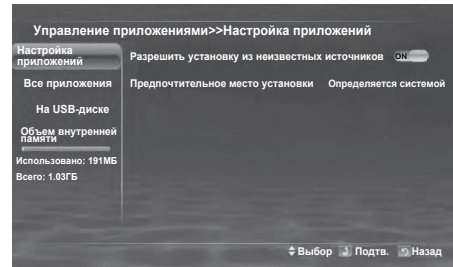 Управление приложениями>>Настройка приложений
Настройка
приложений
Разрешить установку из неизвестных источников ON
Все приложения
Предпочтительное место установки Определяется системой
На USB-диске
Объем внутренней
памяти
Использовано: 191МБ
Всего: 1.03ГБ
Выбор Подтв. Назад